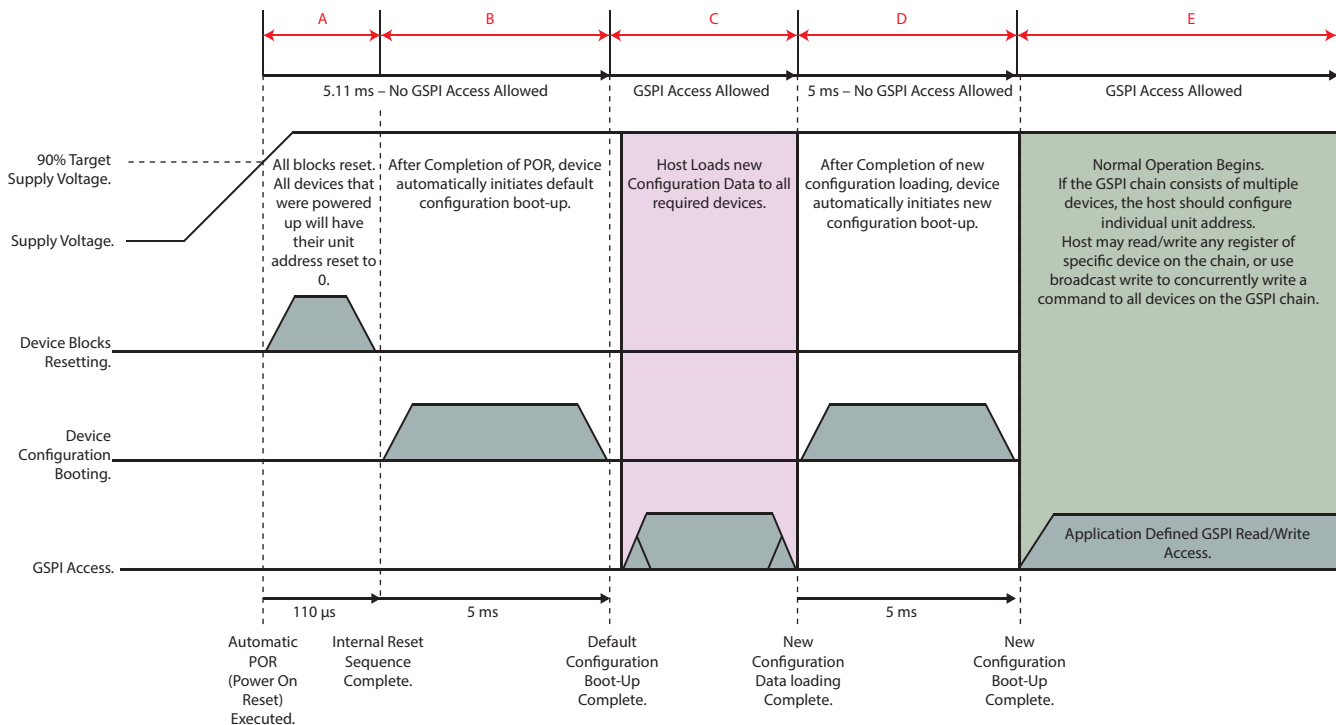 A
B
C
D
E
5.11 ms – No GSPI Access Allowed
GSPI Access Allowed
5 ms – No GSPI Access Allowed
GSPI Access Allowed
90% Target
Supply Voltage.
Supply Voltage.
All blocks reset.
All devices that
were powered
up will have
their unit
address reset to
0.
After Completion of POR, device
automatically initiates default
configuration boot-up.
Host Loads new
Configuration Data to all
required devices.
After Completion of new
configuration loading, device
automatically initiates new
configuration boot-up.
Normal Operation Begins.
If the GSPI chain consists of multiple
devices, the host should configure
individual unit address.
Host may read/write any register of
specific device on the chain, or use
broadcast write to concurrently write a
command to all devices on the GSPI chain.
Device Blocks
Resetting.
Device
Configuration
Booting.
GSPI Access.
Application Defined GSPI Read/Write
Access.
110 μs
5 ms
5 ms
Automatic
POR
(Power On
Reset)
Executed.
Internal Reset
Sequence
Complete.
Default
Configuration
Boot-Up
Complete.
New
Configuration
Data loading
Complete.
New
Configuration
Boot-Up
Complete.